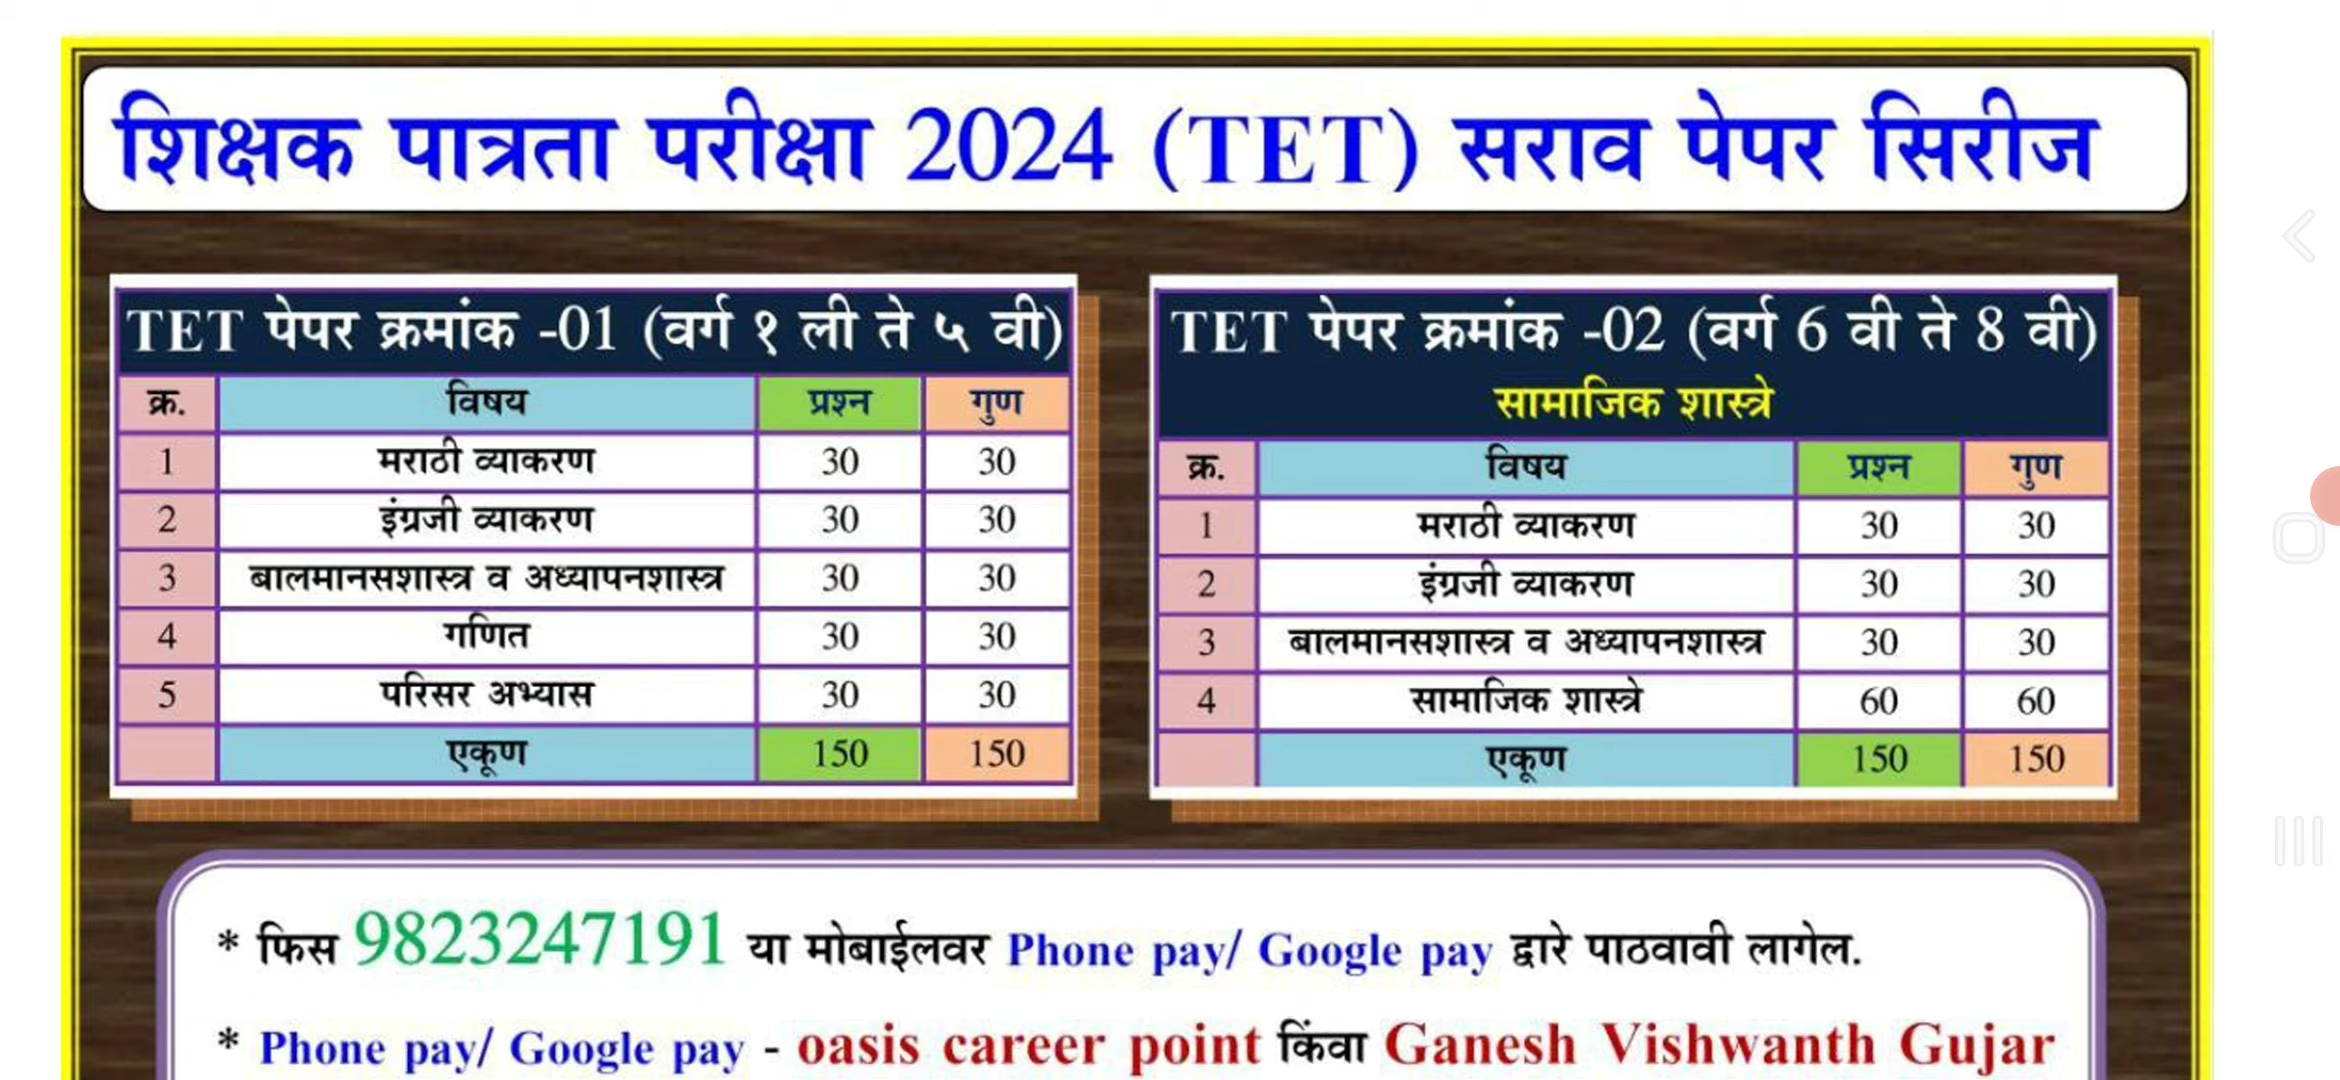 शिक्षक पात्रता परीक्षा 2024 (TET) सराव पेपर सिरीज
TET पेपर क्रमांक -01 (वर्ग १ ली ते ५ वी)
क्र. विषय प्रश्न गुण
1 मराठी व्याकरण 30 30
2 इंग्रजी व्याकरण 30 30
3 बालमानसशास्त्र व अध्यापनशास्त्र 30 30
4 गणित 30 30
5 परिसर अभ्यास 30 30
एकूण 150 150
TET पेपर क्रमांक -02 (वर्ग 6 वी ते 8 वी)
सामाजिक शास्त्रे
क्र. विषय प्रश्न गुण
1 मराठी व्याकरण 30 30
2 इंग्रजी व्याकरण 30 30
3 बालमानसशास्त्र व अध्यापनशास्त्र 30 30
4 सामाजिक शास्त्रे 60 60
एकूण 150 150
* फिस 9823247191 या मोबाईलवर Phone pay/ Google pay द्वारे पाठवावी लागेल.
* Phone pay/ Google pay - oasis career point किंवा Ganesh Vishwanth Gujar